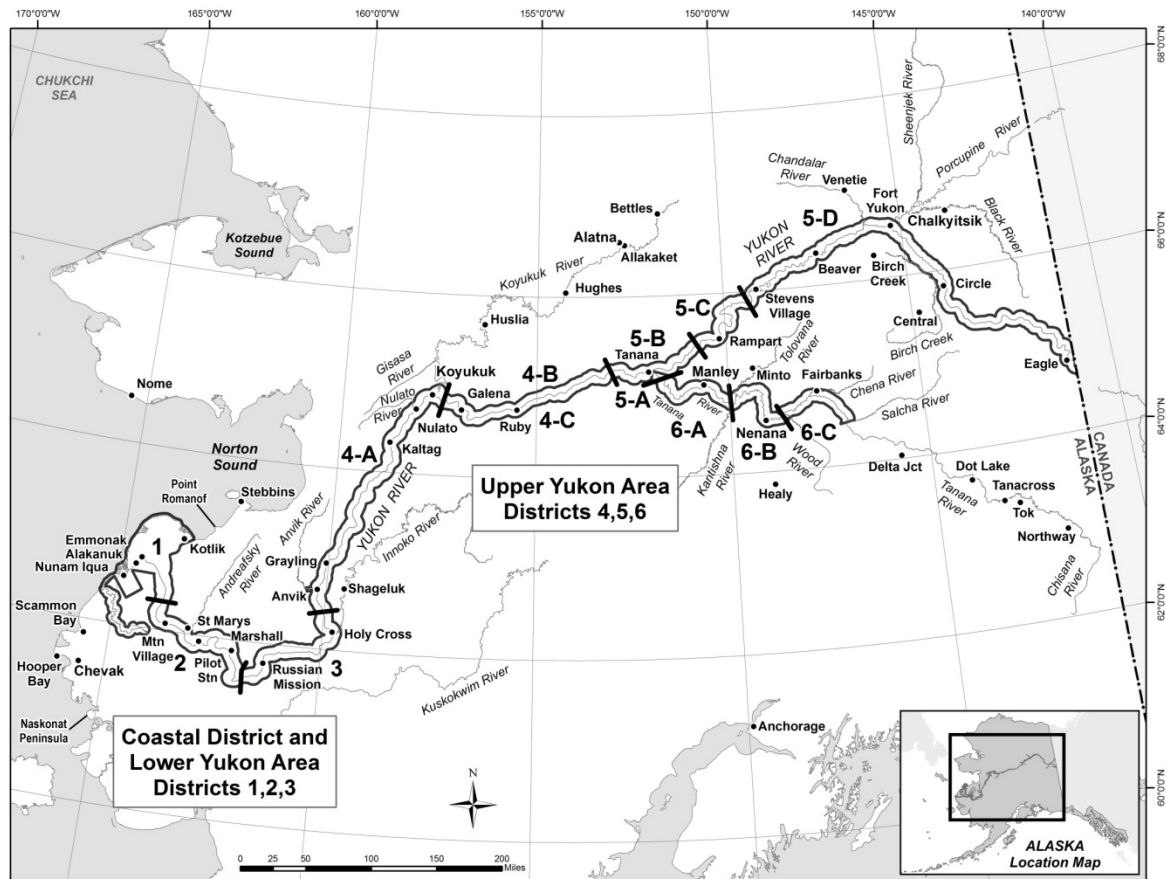 170°0'0"W
165°0'0"W
160°0'0"W
155°0'0"W
150°0'0"W
145°0'0"W
140°0'0"W
68°0'0"N
66°0'0"N
64°0'0"N
62°0'0"N
60°0'0"N
CHUKCHI
SEA
Kotzebue
Sound
Nome
Norton
Sound
Point
Romanof
Stebbins
Kotlik
Emmonak
Alakanuk
Nunam Iqua
1
Scammon
Bay
Hooper
Bay
Chevak
Naskonat
Peninsula
Mtn
Village
2
St Marys
Marshall
Pilot
Stn
Andreafsky
River
Anvik River
Russian
Mission
3
Holy Cross
Shageluk
Anvik
Grayling
Innoko River
YUKON RIVER
Kuskokwim River
4-A
Kaltag
Nulato
Nulato
River
Gisasa
River
Koyukuk
Galena
4-B
4-C
Ruby
Huslia
Hughes
Koyukuk River
Allakaket
Alatna
Bettles
Tanana
5-A
5-B
5-C
Rampart
Stevens
Village
YUKON
RIVER
5-D
Beaver
Chandalar
River
Venetie
Fort
Yukon
Sheenjek River
Porcupine River
Chalkyitsik
Black River
Birch
Creek
Circle
Central
Birch Creek
Eagle
CANADA
ALASKA
Manley
Tanana
River
6-A
Minto
Tolovana
River
Kantishna
River
Nenana
6-B
6-C
Fairbanks
Chena River
Salcha River
Wood
River
Healy
Delta Jct
Dot Lake
Tanacross
Tanana
River
Tok
Northway
Chisana
River
Anchorage
Upper Yukon Area
Districts 4,5,6
Coastal District and
Lower Yukon Area
Districts 1,2,3
N
0 25 50 100 150 200
Miles
ALASKA
Location Map